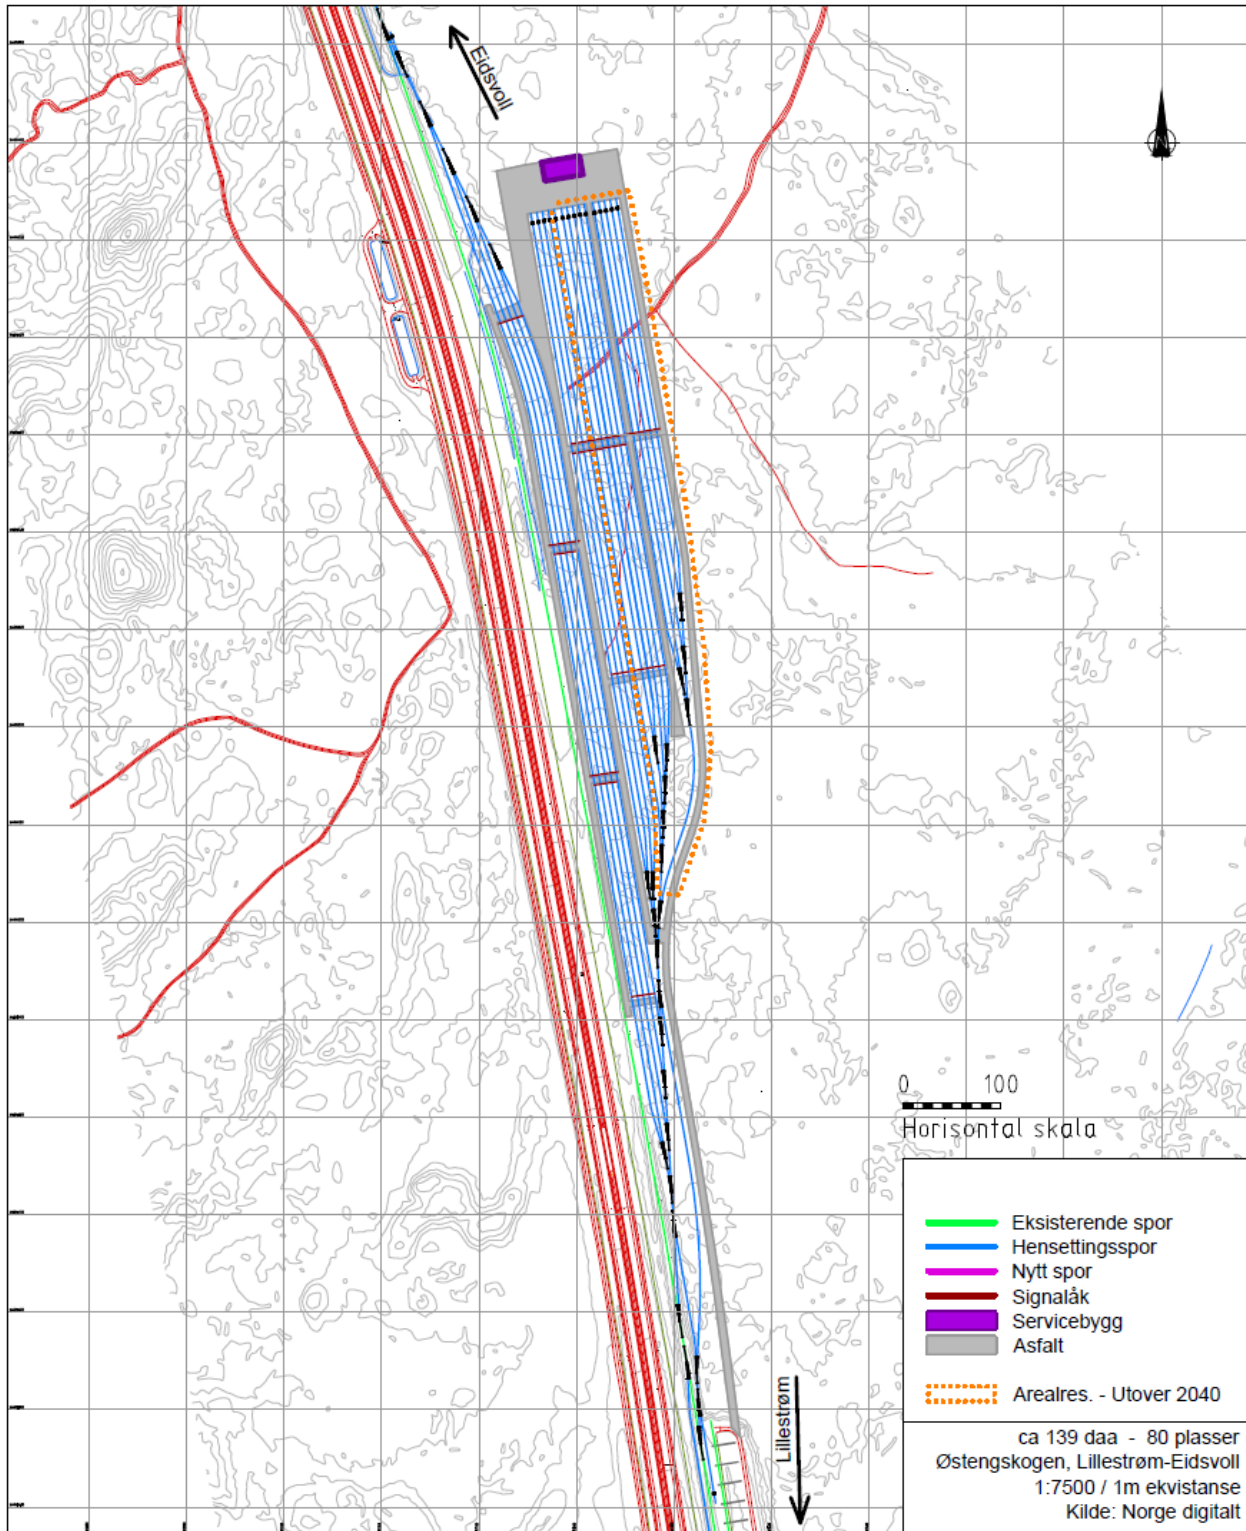 Eidsvoll
0 100
Horisontal skala
Eksisterende spor
Hensettingsspor
Nytt spor
Signalåk
Servicebygg
Asfalt
Arealres. - Utover 2040
Lillestrøm
ca 139 daa - 80 plasser
Østengskogen, Lillestrøm-Eidsvoll
1:7500 / 1m ekvistanse
Kilde: Norge digitalt